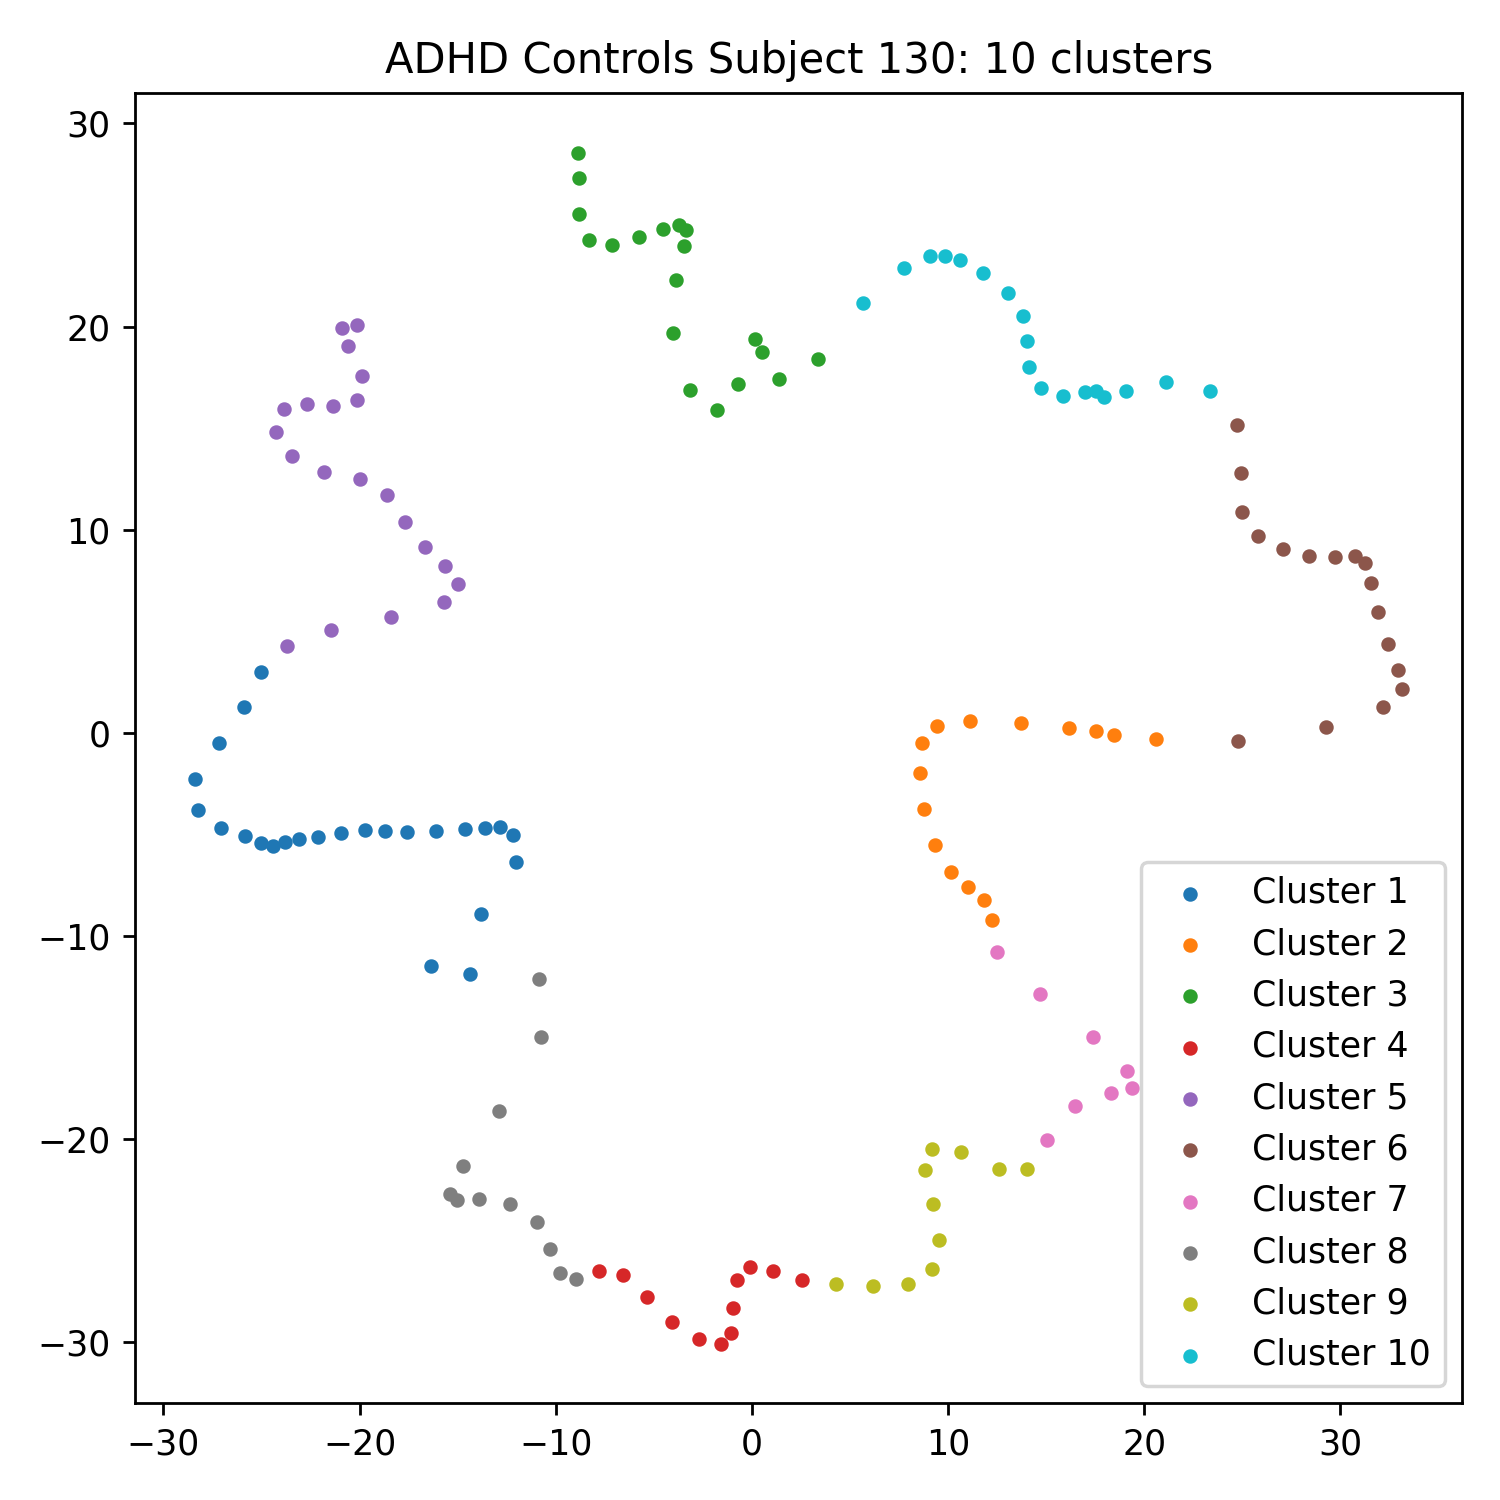 ADHD Controls Subject 130: 10 clusters
30
20
10
0
−10
−20
−30
−30
−20
−10
0
10
20
30
Cluster 1
Cluster 2
Cluster 3
Cluster 4
Cluster 5
Cluster 6
Cluster 7
Cluster 8
Cluster 9
Cluster 10